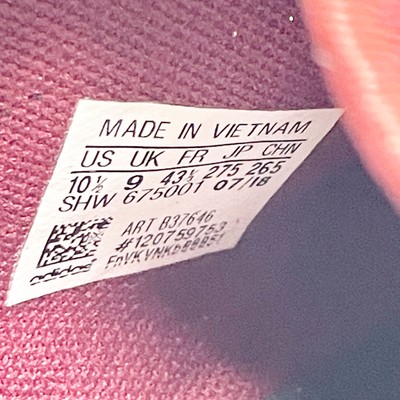 MADE IN VIETNAM
US UK FR JP CHN
10½ 9 43⅓ 275 265
SHW 675001 07/18
ART B37646
#120759753
adidas